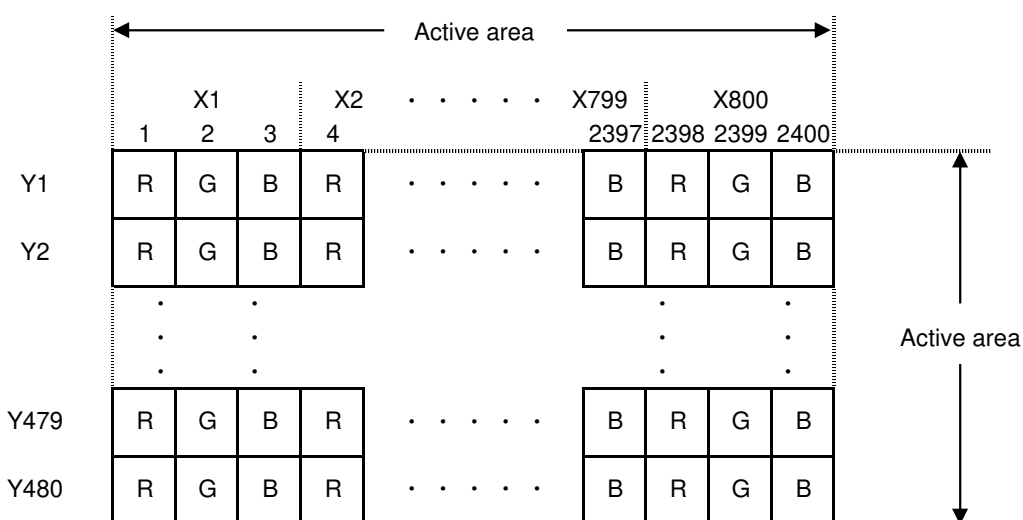 Active area
X1 X2 · · · · · X799 X800
1 2 3 4 2397 2398 2399 2400
Y1 R G B R · · · · · B R G B
Y2 R G B R · · · · · B R G B
Active area
Y479 R G B R · · · · · B R G B
Y480 R G B R · · · · · B R G B